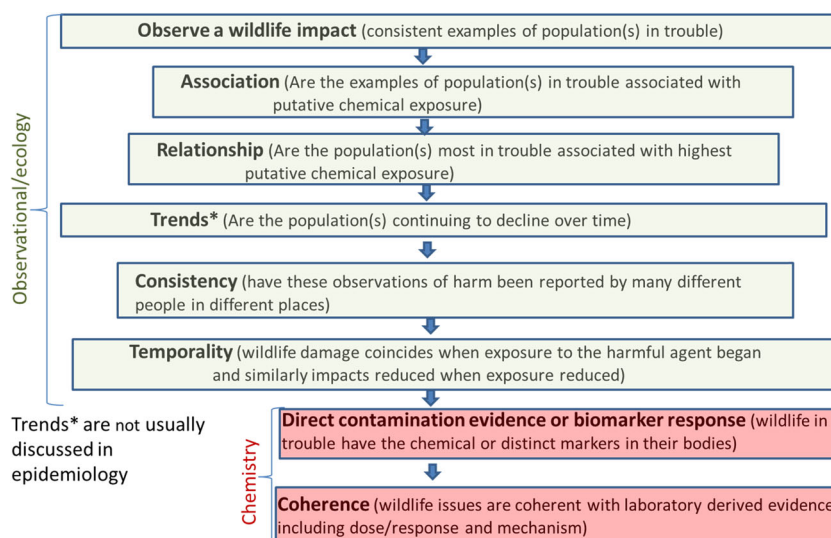 Observe a wildlife impact (consistent examples of population(s) in trouble)
Association (Are the examples of population(s) in trouble associated with
putative chemical exposure)
Relationship (Are the population(s) most in trouble associated with highest
putative chemical exposure)
Trends* (Are the population(s) continuing to decline over time)
Consistency (have these observations of harm been reported by many different
people in different places)
Temporality (wildlife damage coincides when exposure to the harmful agent began
and similarly impacts reduced when exposure reduced)
Observational/ecology
Trends* are not usually
discussed in
epidemiology
Direct contamination evidence or biomarker response (wildlife in
trouble have the chemical or distinct markers in their bodies)
Coherence (wildlife issues are coherent with laboratory derived evidence
including dose/response and mechanism)
Chemistry